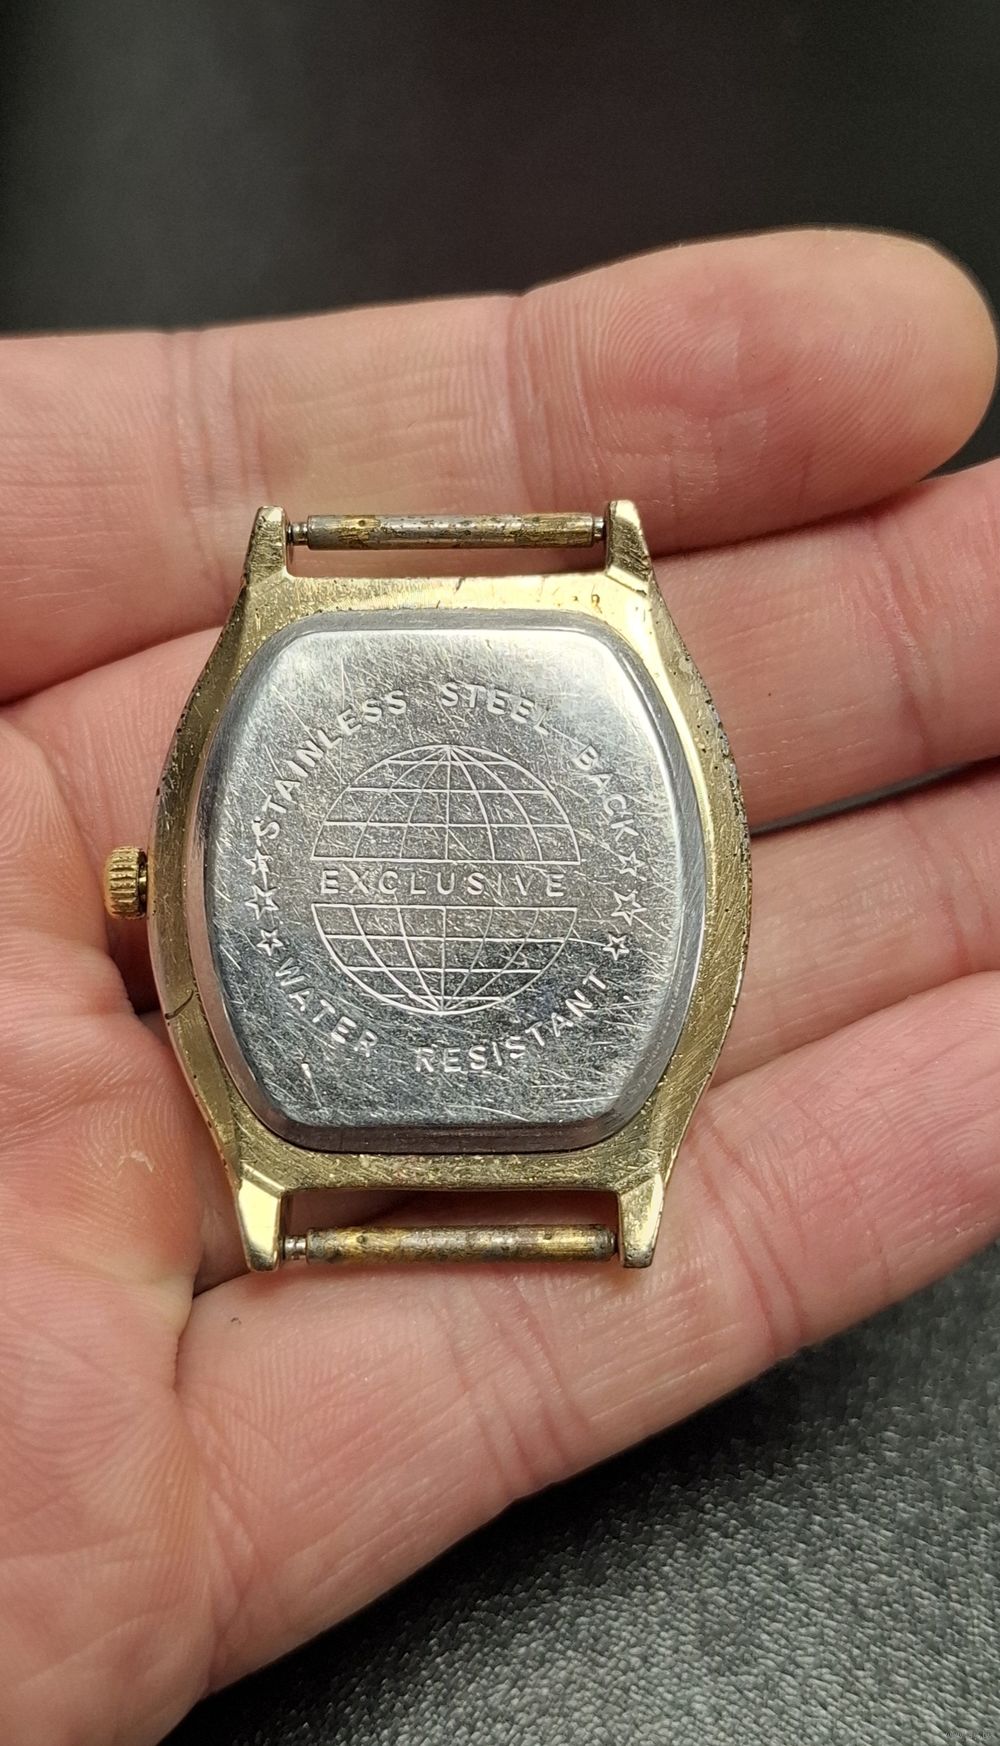 STAINLESS STEEL BACK
EXCLUSIVE
WATER RESISTANT